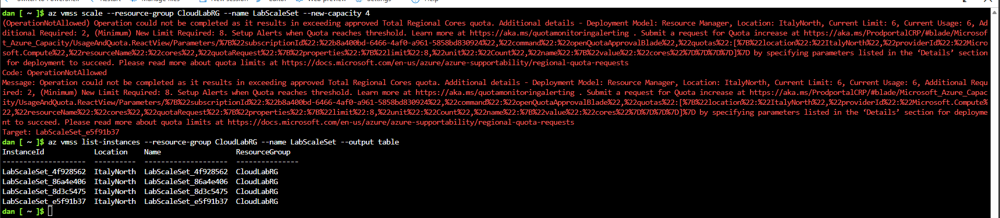 Switch to PowerShell Restart Manage files New session Editor Web preview Settings Help
dan [ ~ ]$ az vmss scale --resource-group CloudLabRG --name LabScaleSet --new-capacity 4
(OperationNotAllowed) Operation could not be completed as it results in exceeding approved Total Regional Cores quota. Additional details - Deployment Model: Resource Manager, Location: ItalyNorth, Current Limit: 6, Current Usage: 6, Ad
ditional Required: 2, (Minimum) New Limit Required: 8. Setup Alerts when Quota reaches threshold. Learn more at https://aka.ms/quotamonitoringalerting . Submit a request for Quota increase at https://aka.ms/ProdportalCRP/#blade/Microsof
t_Azure_Capacity/UsageAndQuota.ReactView/Parameters/%7B%22subscriptionId%22:%22b8a400bd-6466-4af0-a961-5858bd830924%22,%22command%22:%22openQuotaApprovalBlade%22,%22quotas%22:[%7B%22location%22:%22ItalyNorth%22,%22providerId%22:%22Micro
soft.Compute%22,%22resourceName%22:%22cores%22,%22quotaRequest%22:%7B%22properties%22:%7B%22limit%22:8,%22unit%22:%22Count%22,%22name%22:%7B%22value%22:%22cores%22%7D%7D%7D%7D]%7D by specifying parameters listed in the ‘Details’ section
for deployment to succeed. Please read more about quota limits at https://docs.microsoft.com/en-us/azure/azure-supportability/regional-quota-requests
Code: OperationNotAllowed
Message: Operation could not be completed as it results in exceeding approved Total Regional Cores quota. Additional details - Deployment Model: Resource Manager, Location: ItalyNorth, Current Limit: 6, Current Usage: 6, Additional Requ
ired: 2, (Minimum) New Limit Required: 8. Setup Alerts when Quota reaches threshold. Learn more at https://aka.ms/quotamonitoringalerting . Submit a request for Quota increase at https://aka.ms/ProdportalCRP/#blade/Microsoft_Azure_Capac
ity/UsageAndQuota.ReactView/Parameters/%7B%22subscriptionId%22:%22b8a400bd-6466-4af0-a961-5858bd830924%22,%22command%22:%22openQuotaApprovalBlade%22,%22quotas%22:[%7B%22location%22:%22ItalyNorth%22,%22providerId%22:%22Microsoft.Compute%
22,%22resourceName%22:%22cores%22,%22quotaRequest%22:%7B%22properties%22:%7B%22limit%22:8,%22unit%22:%22Count%22,%22name%22:%7B%22value%22:%22cores%22%7D%7D%7D%7D]%7D by specifying parameters listed in the ‘Details’ section for deployme
nt to succeed. Please read more about quota limits at https://docs.microsoft.com/en-us/azure/azure-supportability/regional-quota-requests
Target: LabScaleSet_e5f91b37
dan [ ~ ]$ az vmss list-instances --resource-group CloudLabRG --name LabScaleSet --output table
InstanceId Location Name ResourceGroup
-------------------- ---------- -------------------- ---------------
LabScaleSet_4f928562 ItalyNorth LabScaleSet_4f928562 CloudLabRG
LabScaleSet_86a4e406 ItalyNorth LabScaleSet_86a4e406 CloudLabRG
LabScaleSet_8d3c5475 ItalyNorth LabScaleSet_8d3c5475 CloudLabRG
LabScaleSet_e5f91b37 ItalyNorth LabScaleSet_e5f91b37 CloudLabRG
dan [ ~ ]$